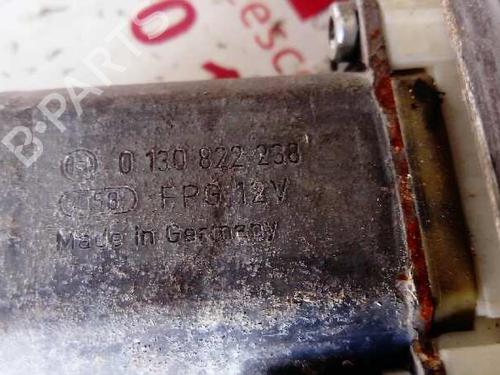 0 130 822 238
FPG 12V
Made in Germany
B-PARTS